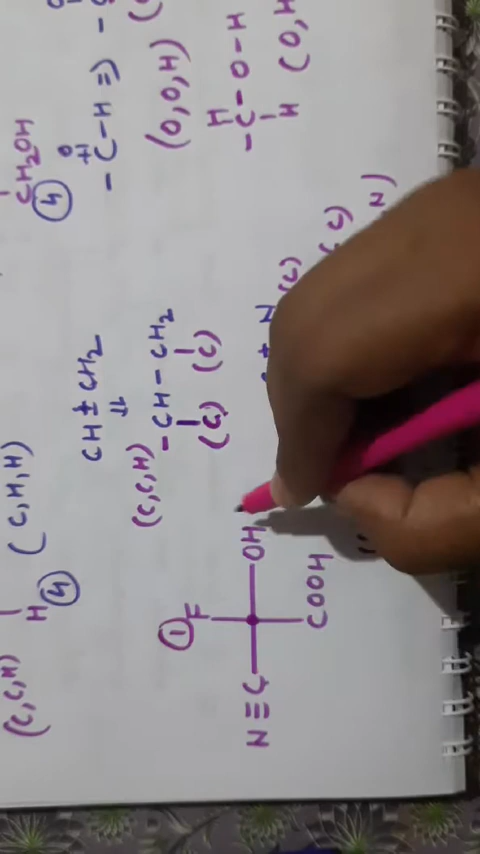 (C,C,H)
H
④
(C,H,H)
CH₂OH
④
O
-C-H ⇒ -
(O,O,H)
H
-C-O-H
H
(O,H
CH=CH₂
⇓
(C,C,H) -CH-CH₂
(C) (C)
N
(C)
(C)
N)
① F
N≡C OH
COOH